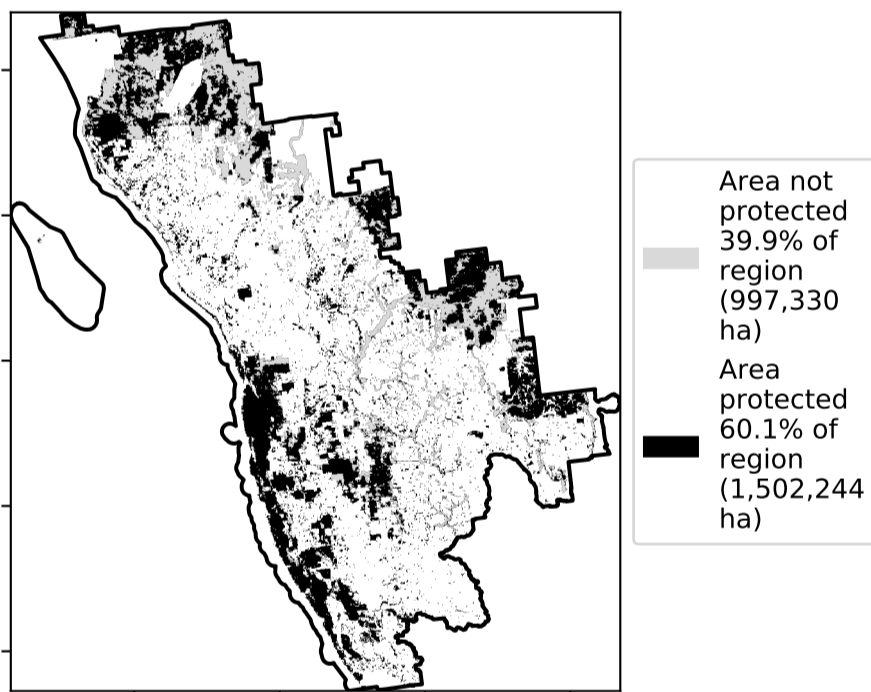 Area not
protected
39.9% of
region
(997,330
ha)
Area
protected
60.1% of
region
(1,502,244
ha)